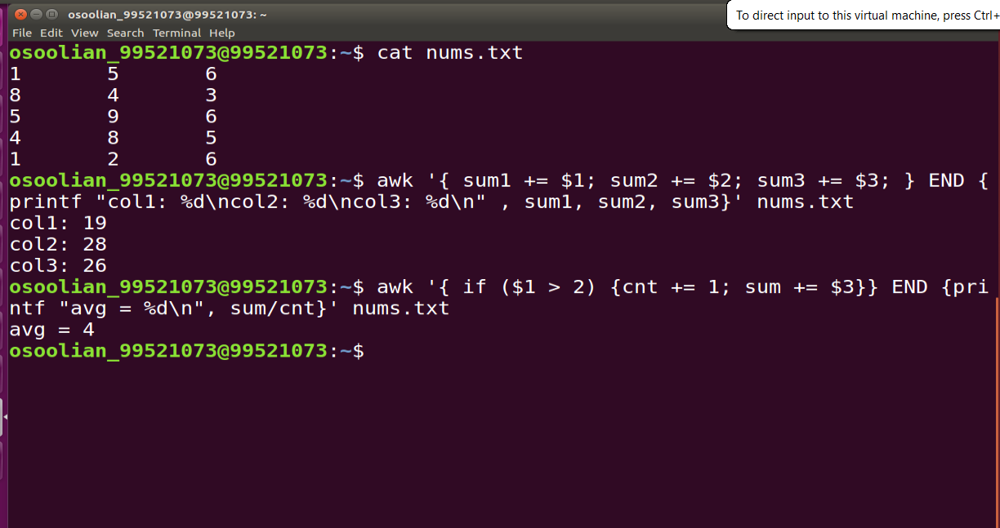 osoolian_99521073@99521073: ~
To direct input to this virtual machine, press Ctrl+
File Edit View Search Terminal Help
osoolian_99521073@99521073:~$ cat nums.txt
1 5 6
8 4 3
5 9 6
4 8 5
1 2 6
osoolian_99521073@99521073:~$ awk '{ sum1 += $1; sum2 += $2; sum3 += $3; } END {
printf "col1: %d\ncol2: %d\ncol3: %d\n" , sum1, sum2, sum3}' nums.txt
col1: 19
col2: 28
col3: 26
osoolian_99521073@99521073:~$ awk '{ if ($1 > 2) {cnt += 1; sum += $3}} END {pri
ntf "avg = %d\n", sum/cnt}' nums.txt
avg = 4
osoolian_99521073@99521073:~$